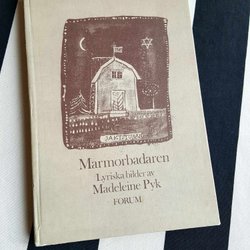 Marmorbadaren
Lyriska bilder av
Madeleine Pyk
FORUM